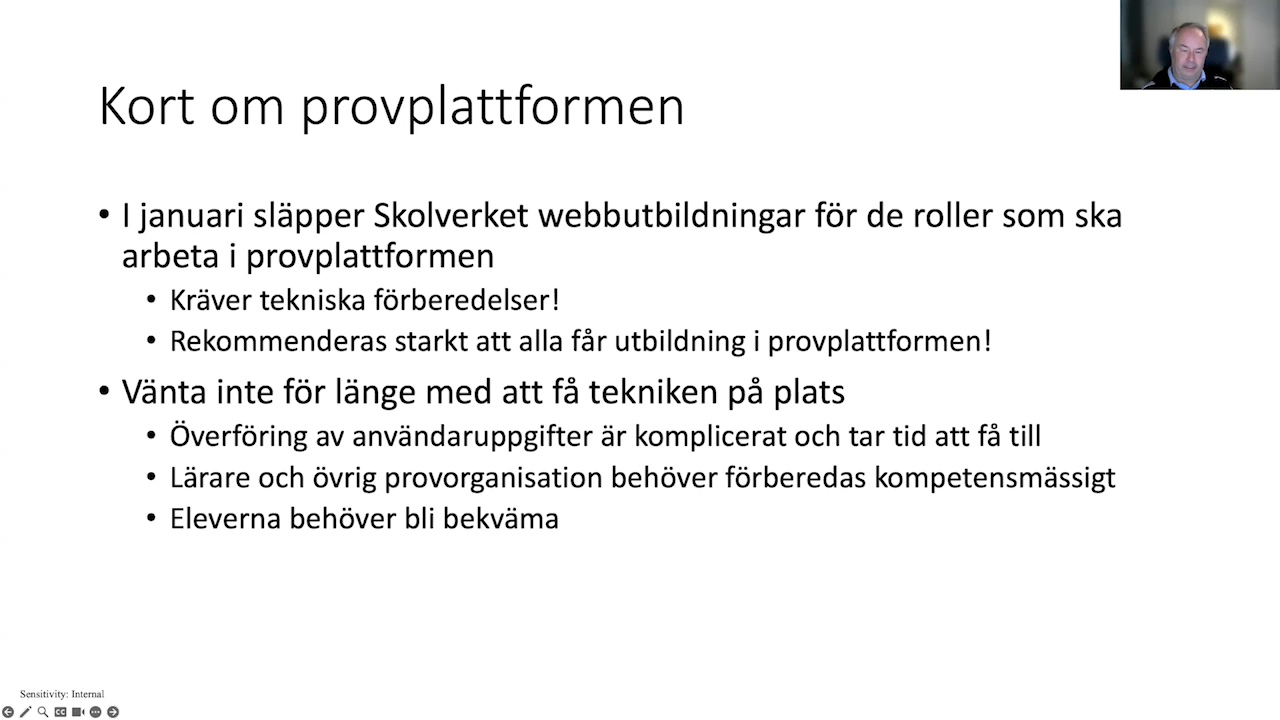 Kort om provplattformen
• I januari släpper Skolverket webbutbildningar för de roller som ska
arbeta i provplattformen
• Kräver tekniska förberedelser!
• Rekommenderas starkt att alla får utbildning i provplattformen!
• Vänta inte för länge med att få tekniken på plats
• Överföring av användaruppgifter är komplicerat och tar tid att få till
• Lärare och övrig provorganisation behöver förberedas kompetensmässigt
• Eleverna behöver bli bekväma
Sensitivity: Internal